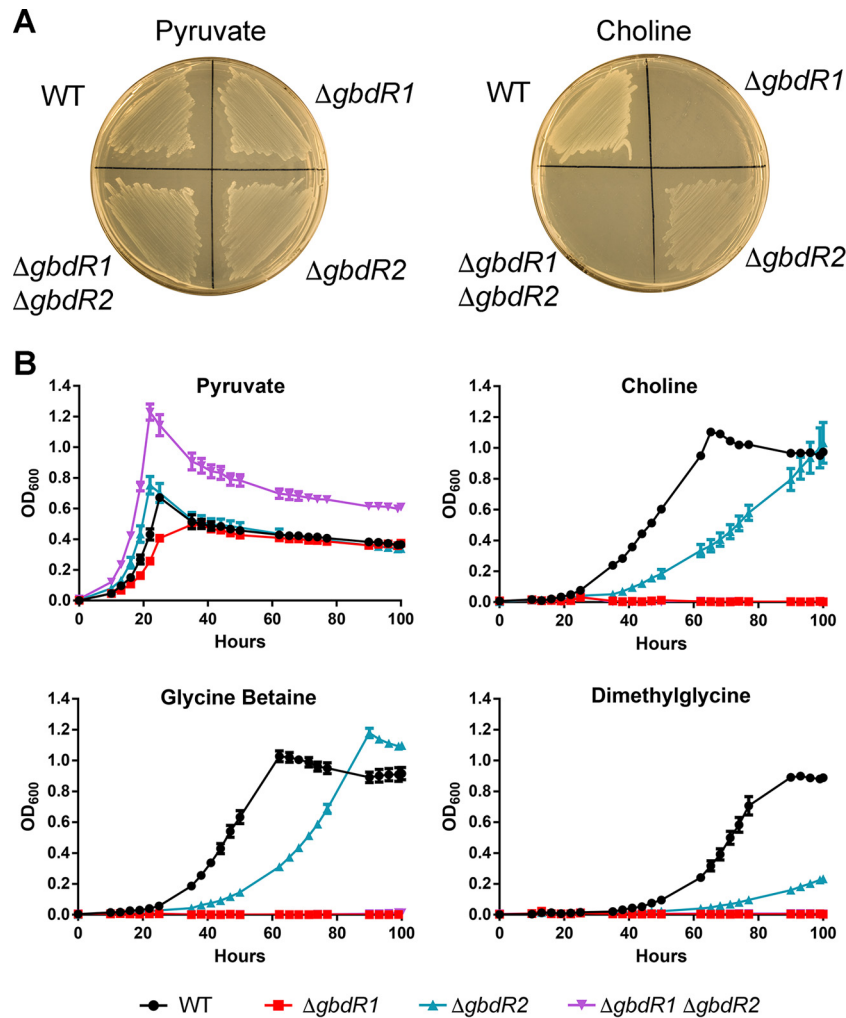 A
Pyruvate
Choline
WT
ΔgbdR1
WT
ΔgbdR1
ΔgbdR1
ΔgbdR2
ΔgbdR2
ΔgbdR1
ΔgbdR2
ΔgbdR2
B
Pyruvate
OD600
1.4
1.2
1.0
0.8
0.6
0.4
0.2
0.0
0 20 40 60 80 100
Hours
Choline
OD600
1.4
1.2
1.0
0.8
0.6
0.4
0.2
0.0
0 20 40 60 80 100
Hours
Glycine Betaine
OD600
1.4
1.2
1.0
0.8
0.6
0.4
0.2
0.0
0 20 40 60 80 100
Hours
Dimethylglycine
OD600
1.4
1.2
1.0
0.8
0.6
0.4
0.2
0.0
0 20 40 60 80 100
Hours
WT ΔgbdR1 ΔgbdR2 ΔgbdR1 ΔgbdR2